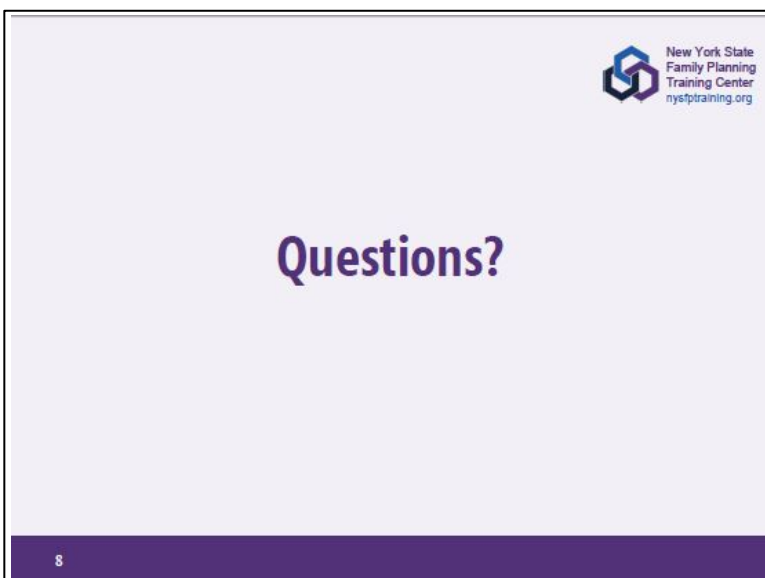 New York State
Family Planning
Training Center
nysfptraining.org
Questions?
8